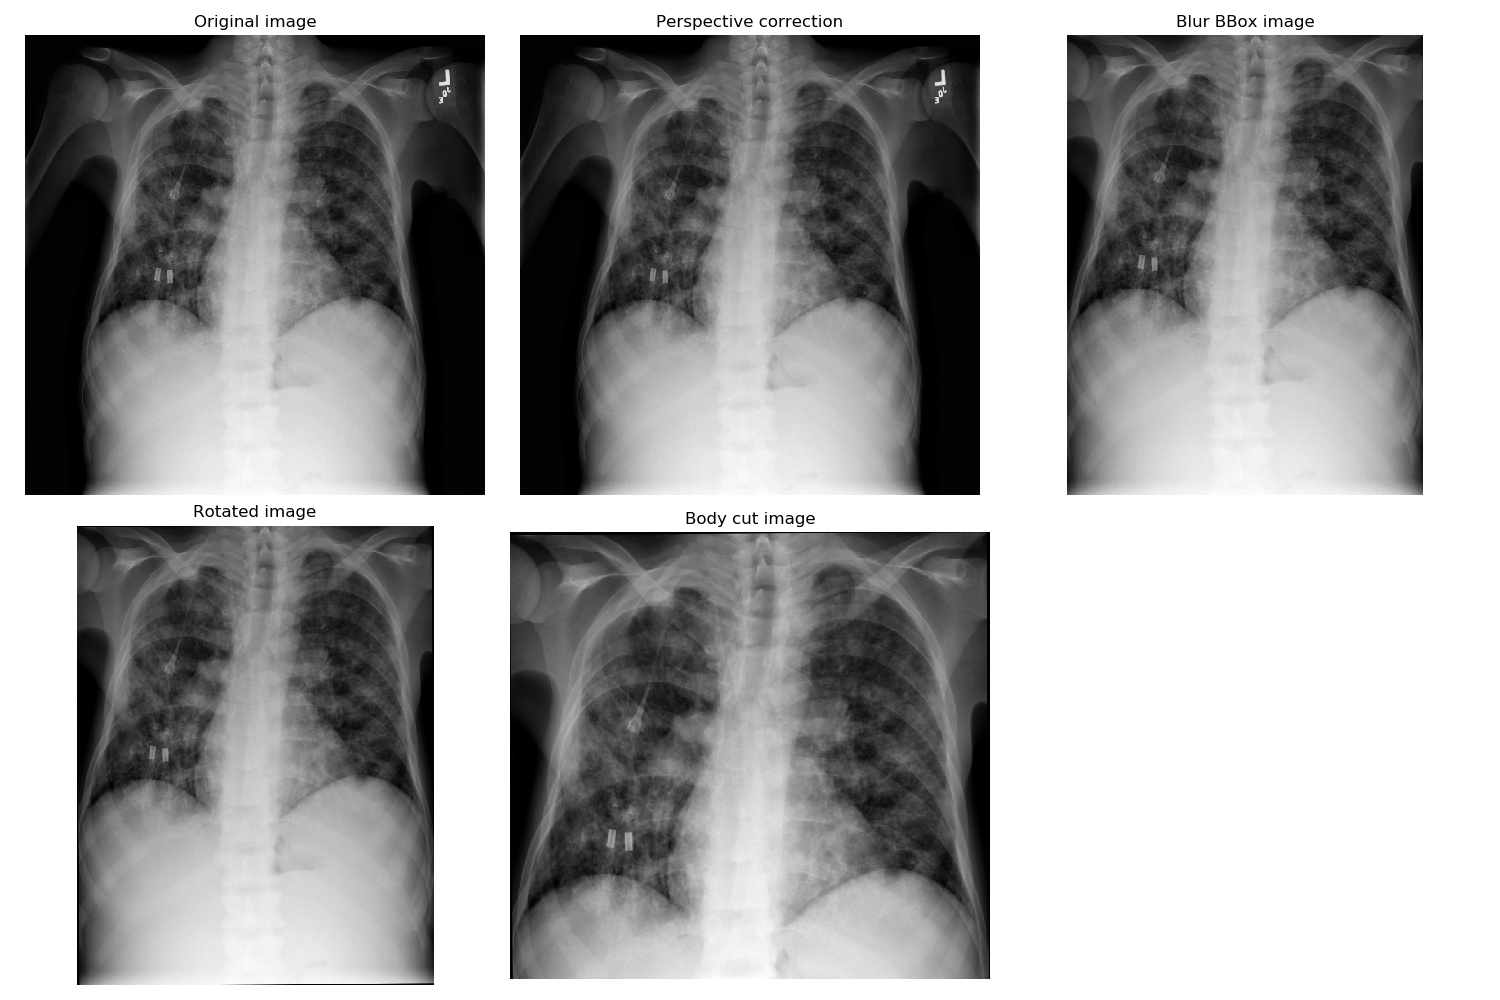 Original image
Perspective correction
Blur BBox image
L
Rotated image
Body cut image